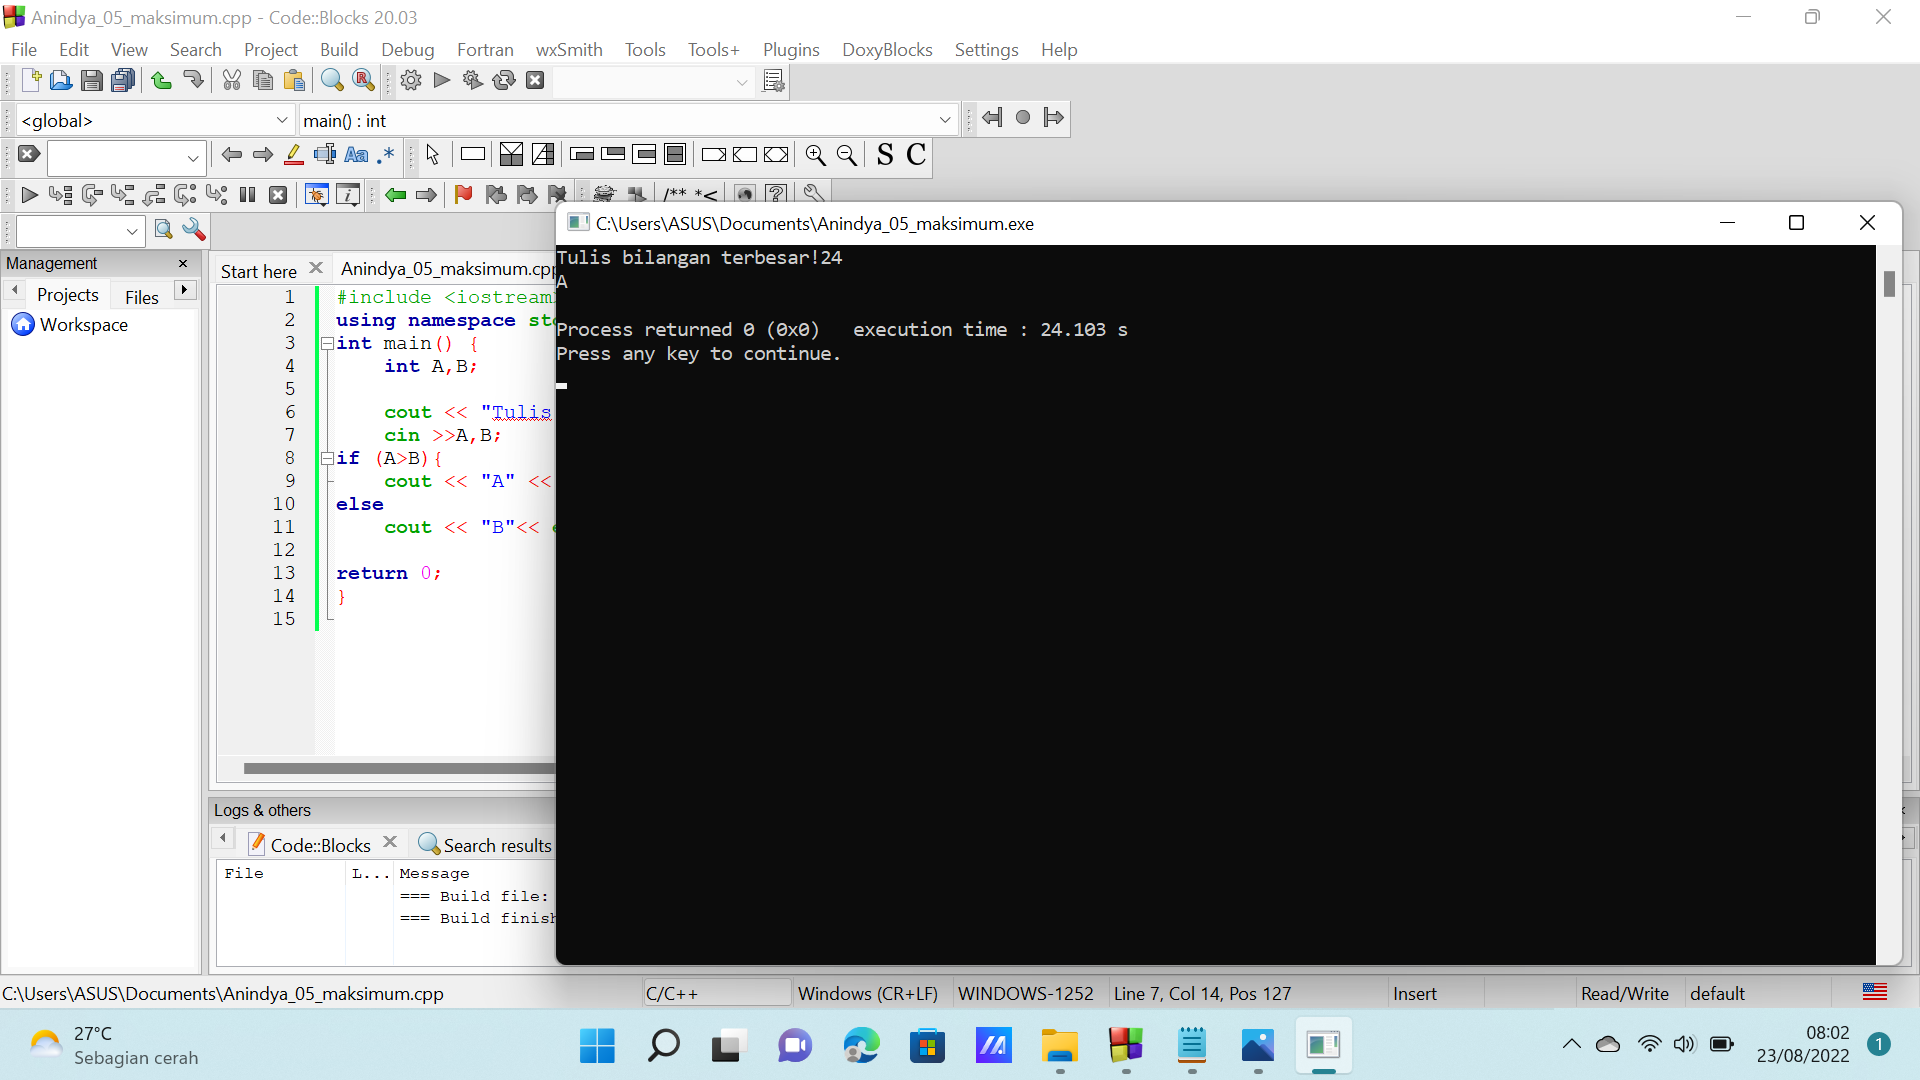 Anindya_05_maksimum.cpp - Code::Blocks 20.03
File Edit View Search Project Build Debug Fortran wxSmith Tools Tools+ Plugins DoxyBlocks Settings Help
<global> main() : int
Aa .* S C
/** *<
C:\Users\ASUS\Documents\Anindya_05_maksimum.exe
Tulis bilangan terbesar!24
A
Process returned 0 (0x0)   execution time : 24.103 s
Press any key to continue.
Management
Projects Files
Workspace
Start here Anindya_05_maksimum.cpp
1 #include <iostream
2 using namespace std
3 int main() {
4 int A,B;
5
6 cout << "Tulis
7 cin >>A,B;
8 if (A>B){
9 cout << "A" <<
10 else
11 cout << "B"<<
12
13 return 0;
14 }
15
Logs & others
Code::Blocks Search results
File L... Message
=== Build file:
=== Build finish
C:\Users\ASUS\Documents\Anindya_05_maksimum.cpp C/C++ Windows (CR+LF) WINDOWS-1252 Line 7, Col 14, Pos 127 Insert Read/Write default
27°C
Sebagian cerah
08:02
23/08/2022
1